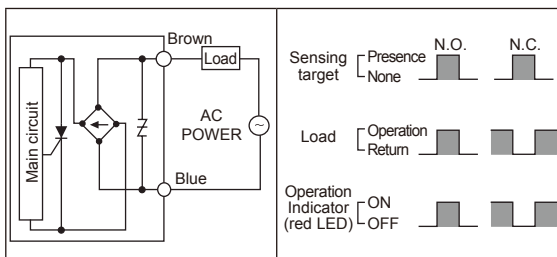 Brown
Load
Main circuit
AC
POWER
Blue
N.O. N.C.
Sensing
target
Presence
None
Load
Operation
Return
Operation
Indicator
(red LED)
ON
OFF